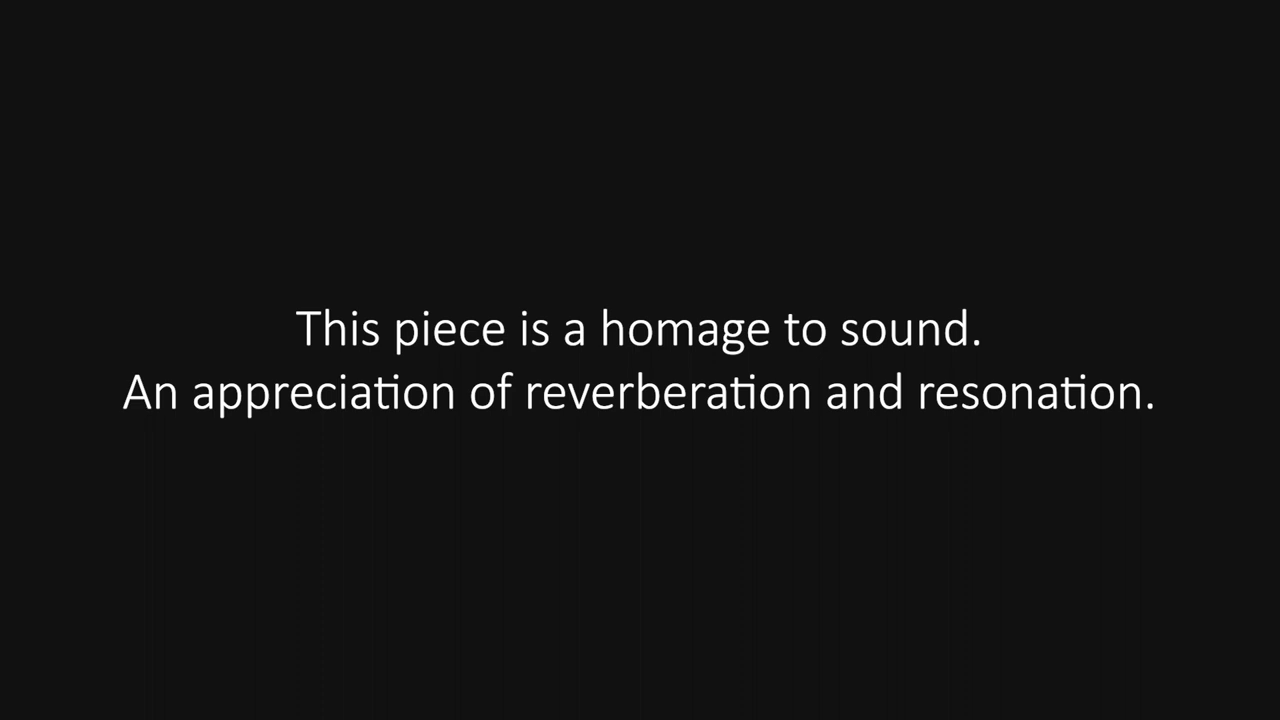 This piece is a homage to sound.
An appreciation of reverberation and resonation.